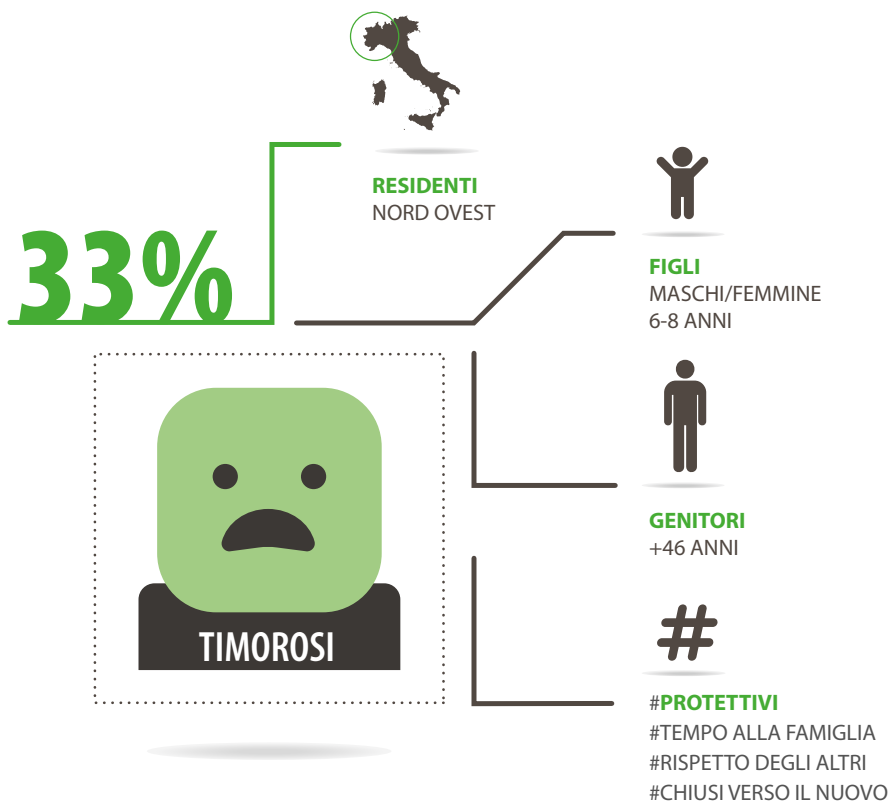 RESIDENTI
NORD OVEST
33%
FIGLI
MASCHI/FEMMINE
6-8 ANNI
TIMOROSI
GENITORI
+46 ANNI
#
#PROTETTIVI
#TEMPO ALLA FAMIGLIA
#RISPETTO DEGLI ALTRI
#CHIUSI VERSO IL NUOVO